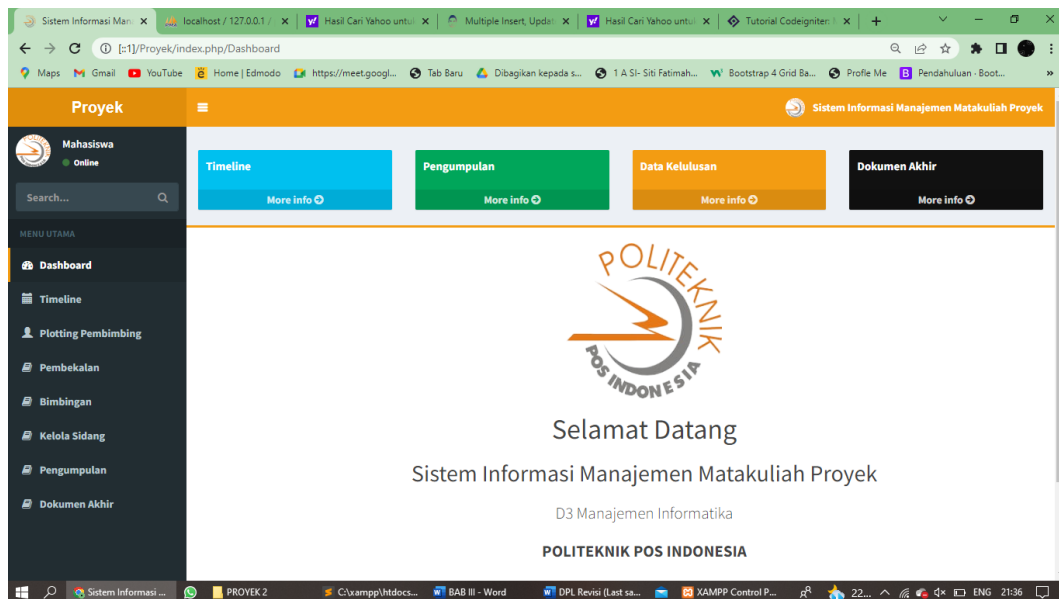 Sistem Informasi Man
localhost / 127.0.0.1 /
Hasil Cari Yahoo untu
Multiple Insert, Updat
Hasil Cari Yahoo untu
Tutorial Codeigniter
[::1]/Proyek/index.php/Dashboard
Maps
Gmail
YouTube
Home | Edmodo
https://meet.googl...
Tab Baru
Dibagikan kepada s...
1 A SI- Siti Fatimah...
Bootstrap 4 Grid Ba...
Profle Me
Pendahuluan · Boot...
»
Proyek
Sistem Informasi Manajemen Matakuliah Proyek
Mahasiswa
Online
Search...
MENU UTAMA
Dashboard
Timeline
Plotting Pembimbing
Pembekalan
Bimbingan
Kelola Sidang
Pengumpulan
Dokumen Akhir
Timeline
More info
Pengumpulan
More info
Data Kelulusan
More info
Dokumen Akhir
More info
POLITEKNIK
POS INDONESIA
Selamat Datang
Sistem Informasi Manajemen Matakuliah Proyek
D3 Manajemen Informatika
POLITEKNIK POS INDONESIA
Sistem Informasi ...
PROYEK 2
C:\xampp\htdocs...
BAB III - Word
DPL Revisi (Last sa...
XAMPP Control P...
22...
ENG
21:36